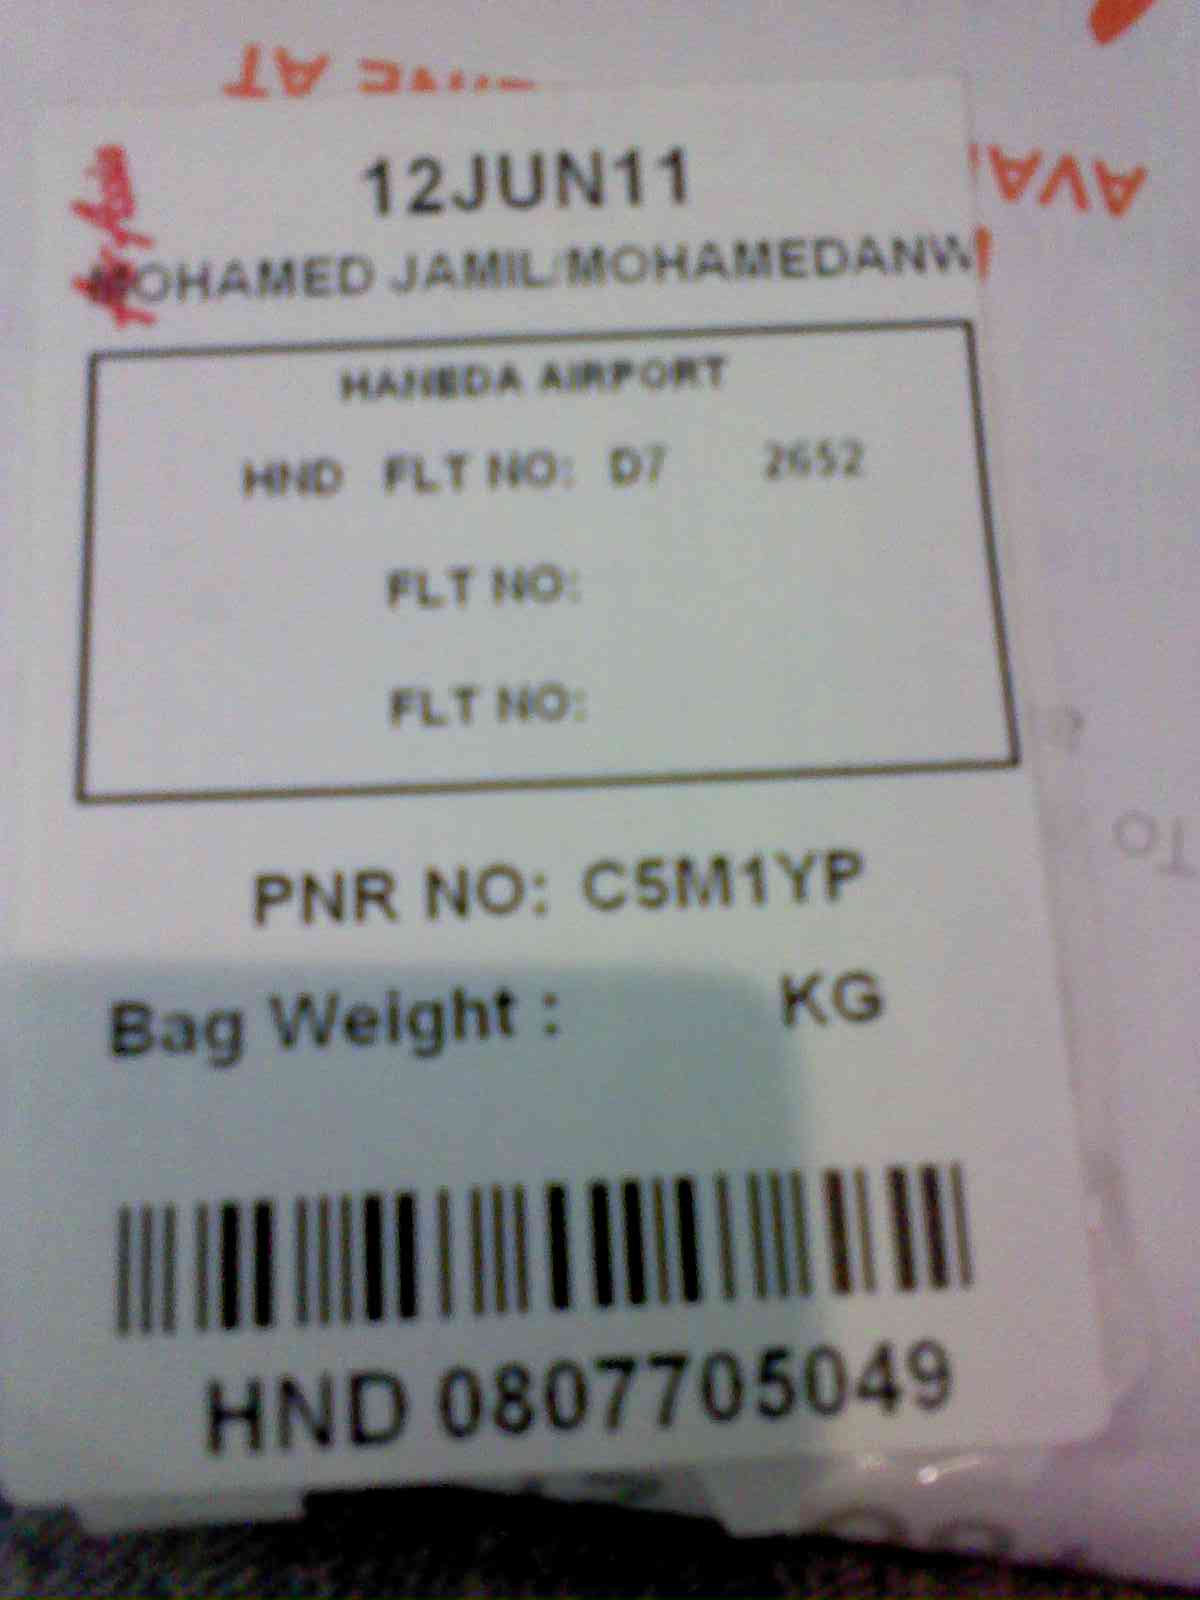 12JUN11
MOHAMED JAMIL/MOHAMEDANW
HANEDA AIRPORT
HND FLT NO: D7 2652
FLT NO:
FLT NO:
PNR NO: C5M1YP
Bag Weight : KG
HND 0807705049
TO